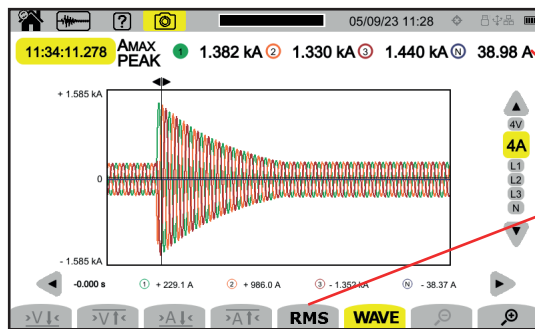 ? 05/09/23 11:28
11:34:11.278 AMAX PEAK 1 1.382 kA 2 1.330 kA 3 1.440 kA N 38.98 A
+ 1.585 kA
0
- 1.585 kA
4V
4A
L1
L2
L3
N
-0.000 s 1 + 229.1 A 2 + 986.0 A 3 - 1.352 kA N - 38.37 A
>V↓< >V↑< >A↓< >A↑< RMS WAVE